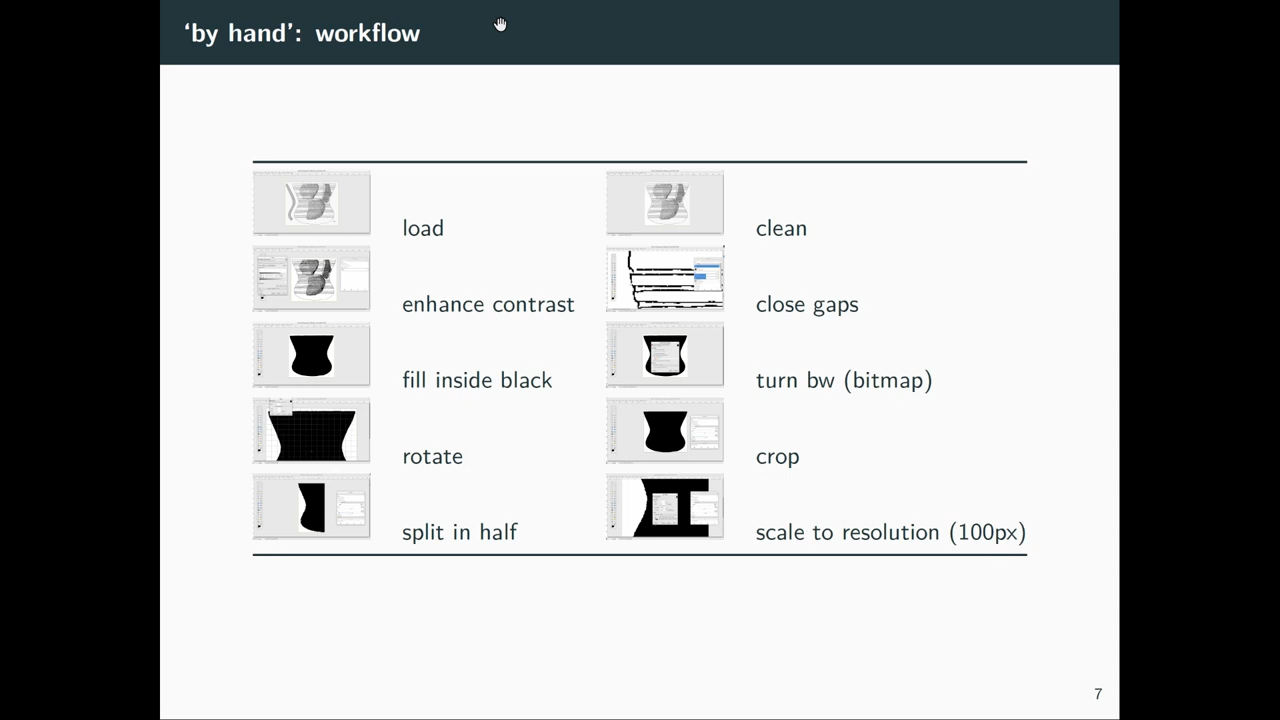 ‘by hand’: workflow
load
clean
enhance contrast
close gaps
fill inside black
turn bw (bitmap)
rotate
crop
split in half
scale to resolution (100px)
7